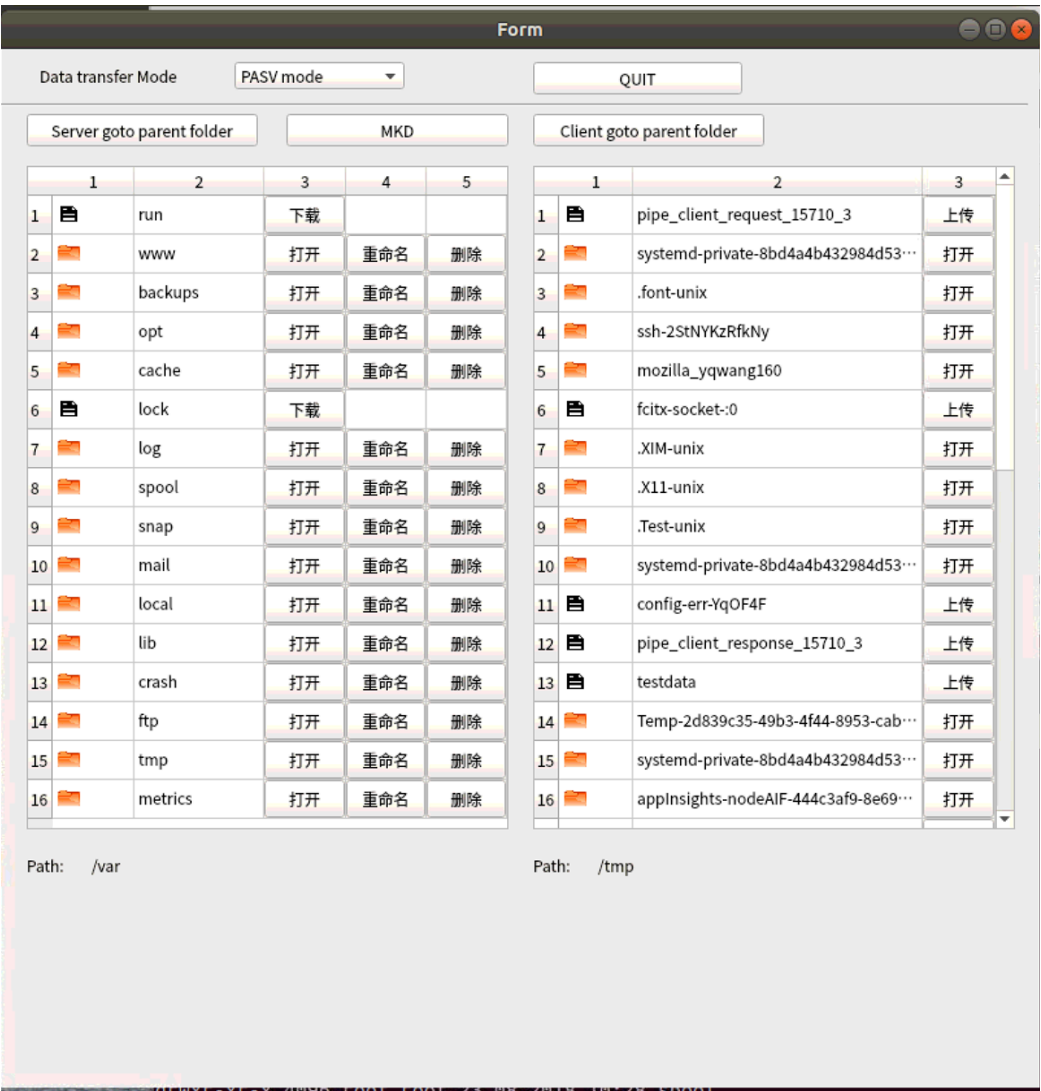 Form
Data transfer Mode PASV mode QUIT
Server goto parent folder MKD Client goto parent folder
1 2 3 4 5
1 run 下载
2 www 打开 重命名 删除
3 backups 打开 重命名 删除
4 opt 打开 重命名 删除
5 cache 打开 重命名 删除
6 lock 下载
7 log 打开 重命名 删除
8 spool 打开 重命名 删除
9 snap 打开 重命名 删除
10 mail 打开 重命名 删除
11 local 打开 重命名 删除
12 lib 打开 重命名 删除
13 crash 打开 重命名 删除
14 ftp 打开 重命名 删除
15 tmp 打开 重命名 删除
16 metrics 打开 重命名 删除
Path: /var
1 2 3
1 pipe_client_request_15710_3 上传
2 systemd-private-8bd4a4b432984d53… 打开
3 .font-unix 打开
4 ssh-2StNYKzRfkNy 打开
5 mozilla_yqwang160 打开
6 fcitx-socket-:0 上传
7 .XIM-unix 打开
8 .X11-unix 打开
9 .Test-unix 打开
10 systemd-private-8bd4a4b432984d53… 打开
11 config-err-YqOF4F 上传
12 pipe_client_response_15710_3 上传
13 testdata 上传
14 Temp-2d839c35-49b3-4f44-8953-cab… 打开
15 systemd-private-8bd4a4b432984d53… 打开
16 appInsights-nodeAIF-444c3af9-8e69… 打开
Path: /tmp